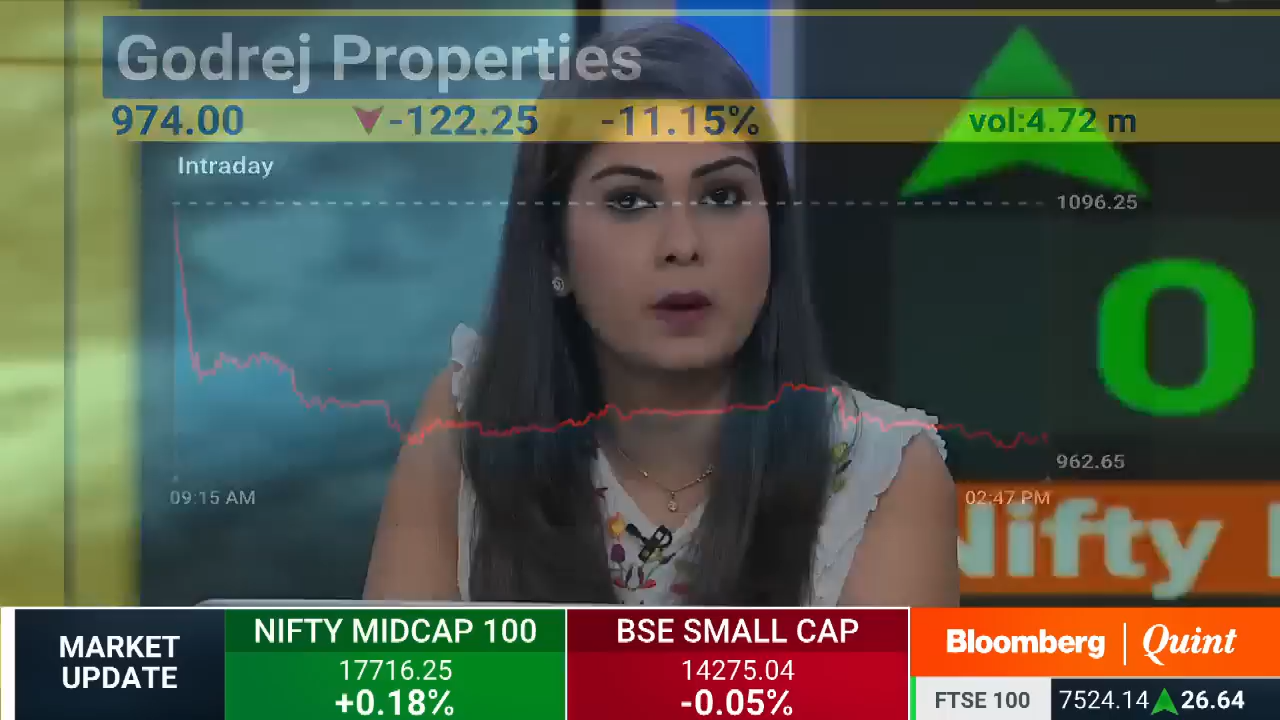 Godrej Properties
974.00 ▼-122.25 -11.15% vol:4.72 m
Intraday
1096.25
0
962.65
09:15 AM 02:47 PM
Nifty
MARKET UPDATE
NIFTY MIDCAP 100
17716.25
+0.18%
BSE SMALL CAP
14275.04
-0.05%
Bloomberg | Quint
FTSE 100 7524.14 ▲ 26.64